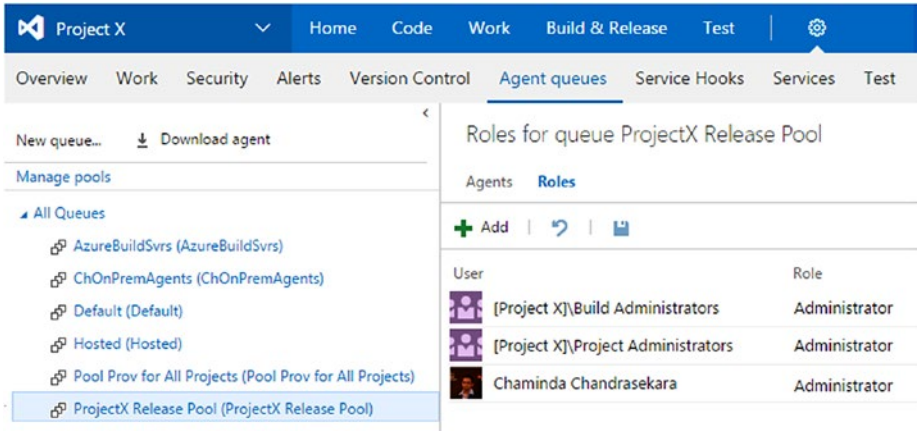 Project X Home Code Work Build & Release Test
Overview Work Security Alerts Version Control Agent queues Service Hooks Services Test
New queue... Download agent
Manage pools
All Queues
AzureBuildSvrs (AzureBuildSvrs)
ChOnPremAgents (ChOnPremAgents)
Default (Default)
Hosted (Hosted)
Pool Prov for All Projects (Pool Prov for All Projects)
ProjectX Release Pool (ProjectX Release Pool)
Roles for queue ProjectX Release Pool
Agents Roles
Add
User Role
[Project X]\Build Administrators Administrator
[Project X]\Project Administrators Administrator
Chaminda Chandrasekara Administrator